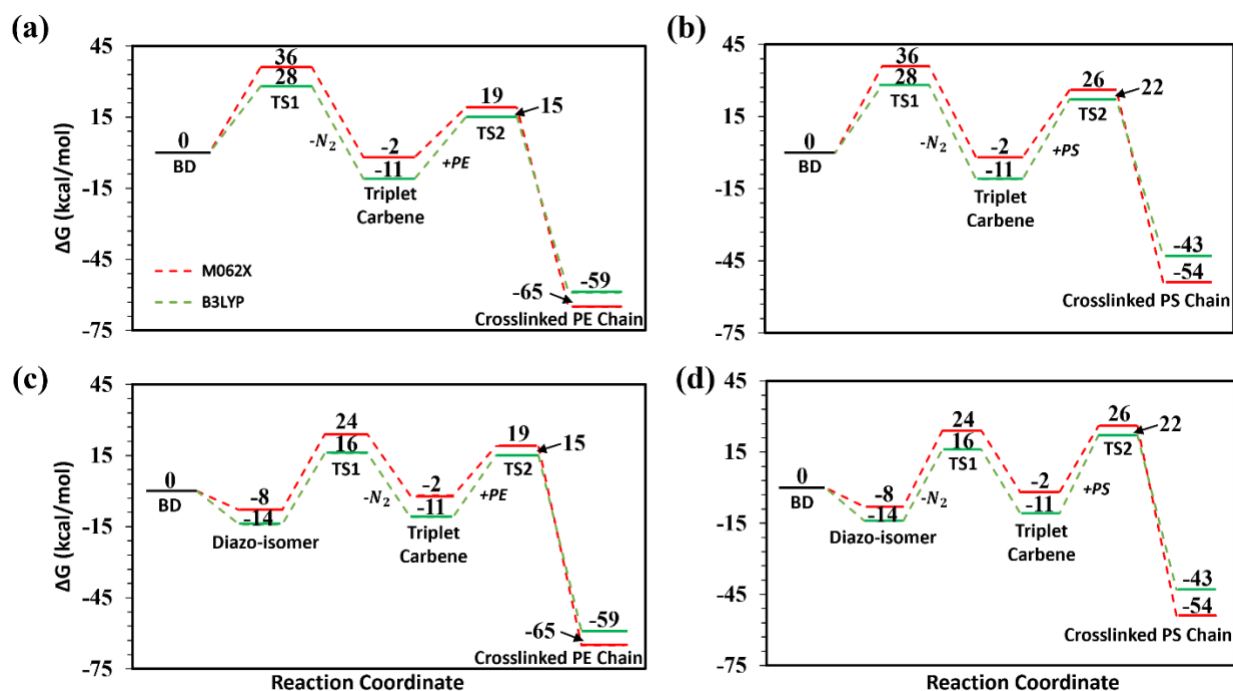 (a)
45
15
-15
-45
-75
ΔG (kcal/mol)
0
BD
36
28
TS1
-N2
-2
-11
Triplet
Carbene
+PE
19
15
TS2
M062X
B3LYP
-59
-65
Crosslinked PE Chain
(b)
45
15
-15
-45
-75
0
BD
36
28
TS1
-N2
-2
-11
Triplet
Carbene
+PS
26
22
TS2
-43
-54
Crosslinked PS Chain
(c)
45
15
-15
-45
-75
ΔG (kcal/mol)
0
BD
-8
-14
Diazo-isomer
24
16
TS1
-N2
-2
-11
Triplet
Carbene
+PE
19
15
TS2
-59
-65
Crosslinked PE Chain
Reaction Coordinate
(d)
45
15
-15
-45
-75
0
BD
-8
-14
Diazo-isomer
24
16
TS1
-N2
-2
-11
Triplet
Carbene
+PS
26
22
TS2
-43
-54
Crosslinked PS Chain
Reaction Coordinate